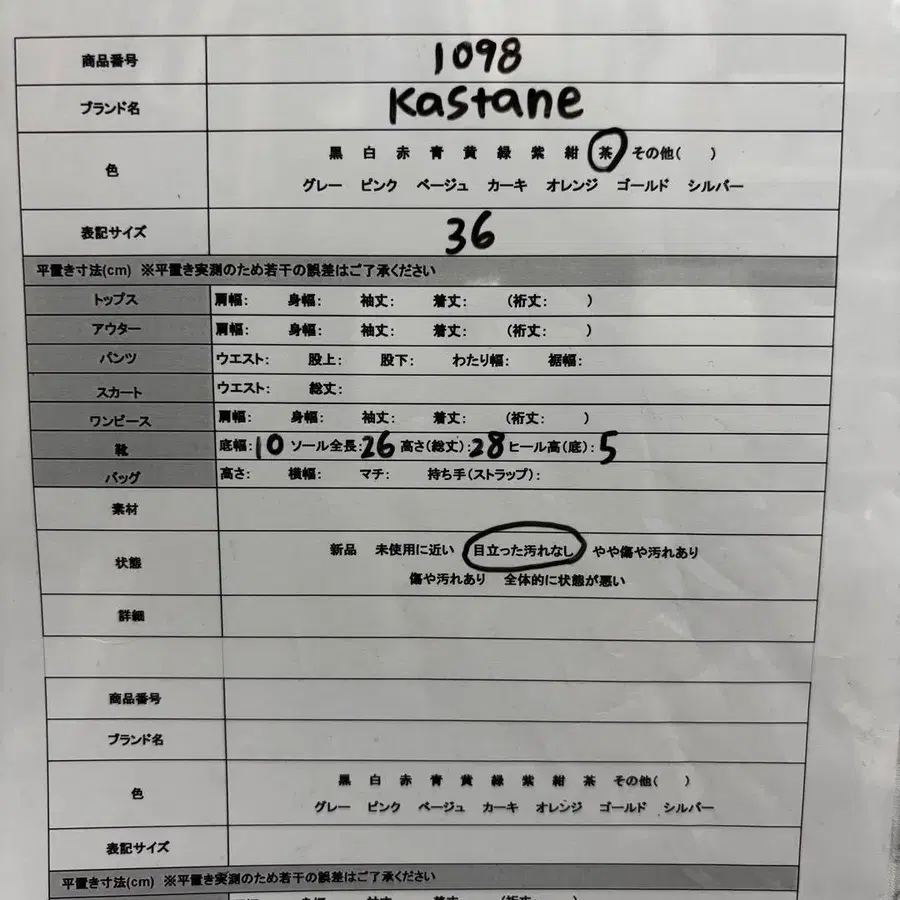 商品番号 1098
ブランド名 Kastane
色 黒 白 赤 青 黄 緑 紫 紺 茶 その他( )
グレー ピンク ベージュ カーキ オレンジ ゴールド シルバー
表記サイズ 36
平置き寸法(cm) ※平置き実測のため若干の誤差はご了承ください
トップス 肩幅: 身幅: 袖丈: 着丈: (裄丈: )
アウター 肩幅: 身幅: 袖丈: 着丈: (裄丈: )
パンツ ウエスト: 股上: 股下: わたり幅: 裾幅:
スカート ウエスト: 総丈:
ワンピース 肩幅: 身幅: 袖丈: 着丈: (裄丈: )
靴 底幅:10 ソール全長:26 高さ(総丈):28 ヒール高(底):5
バッグ 高さ: 横幅: マチ: 持ち手(ストラップ):
素材
状態 新品 未使用に近い 目立った汚れなし やや傷や汚れあり
傷や汚れあり 全体的に状態が悪い
詳細
商品番号
ブランド名
色 黒 白 赤 青 黄 緑 紫 紺 茶 その他( )
グレー ピンク ベージュ カーキ オレンジ ゴールド シルバー
表記サイズ
平置き寸法(cm) ※平置き実測のため若干の誤差はご了承ください